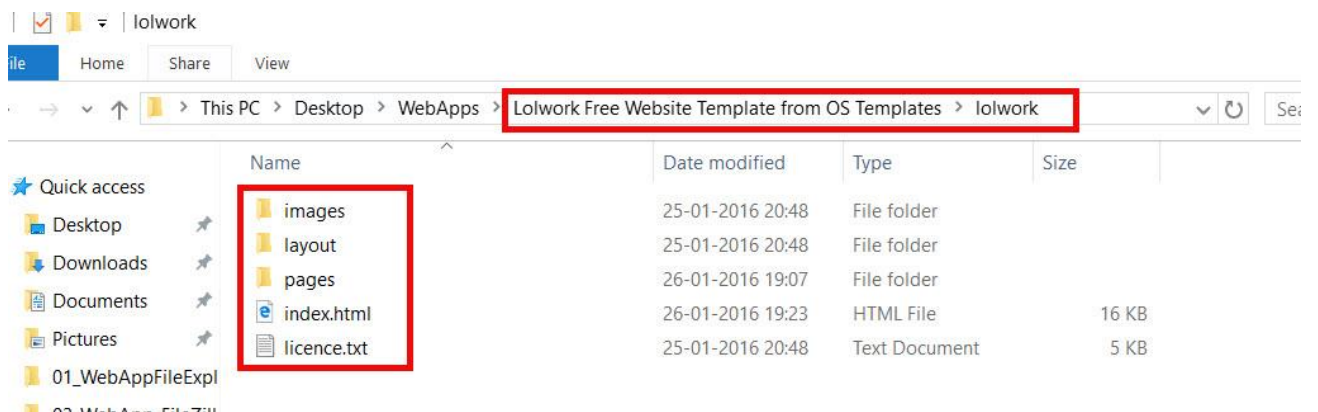 lolwork
File Home Share View
This PC > Desktop > WebApps > Lolwork Free Website Template from OS Templates > lolwork
Name Date modified Type Size
Quick access
Desktop
Downloads
Documents
Pictures
01_WebAppFileExpl
images 25-01-2016 20:48 File folder
layout 25-01-2016 20:48 File folder
pages 26-01-2016 19:07 File folder
index.html 26-01-2016 19:23 HTML File 16 KB
licence.txt 25-01-2016 20:48 Text Document 5 KB